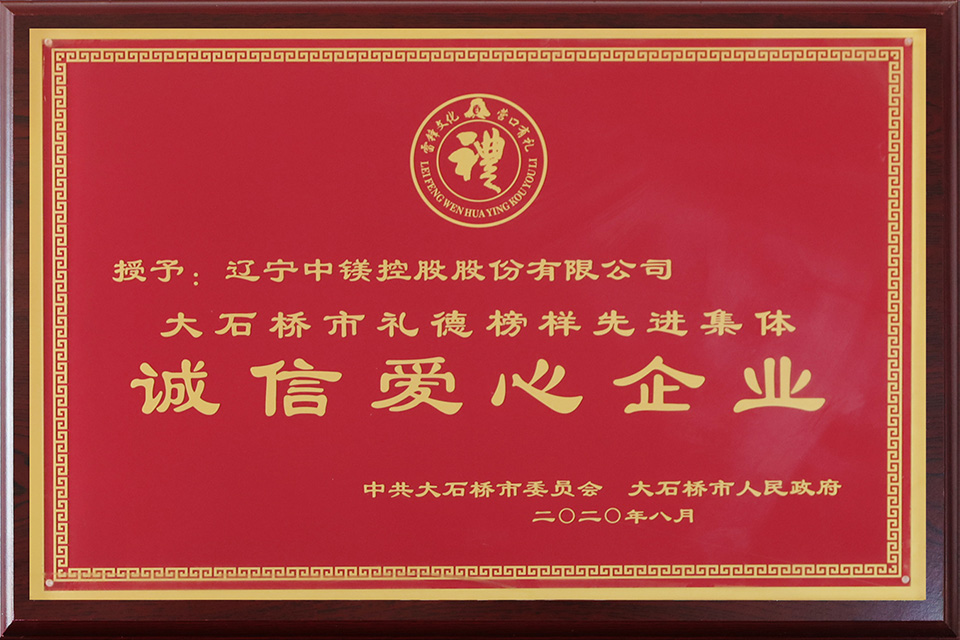 雷锋文化 营口有礼
禮
LEI FENG WEN HUA YING KOU YOU LI
授予：辽宁中镁控股股份有限公司
大石桥市礼德榜样先进集体
诚信爱心企业
中共大石桥市委员会 大石桥市人民政府
二〇二〇年八月